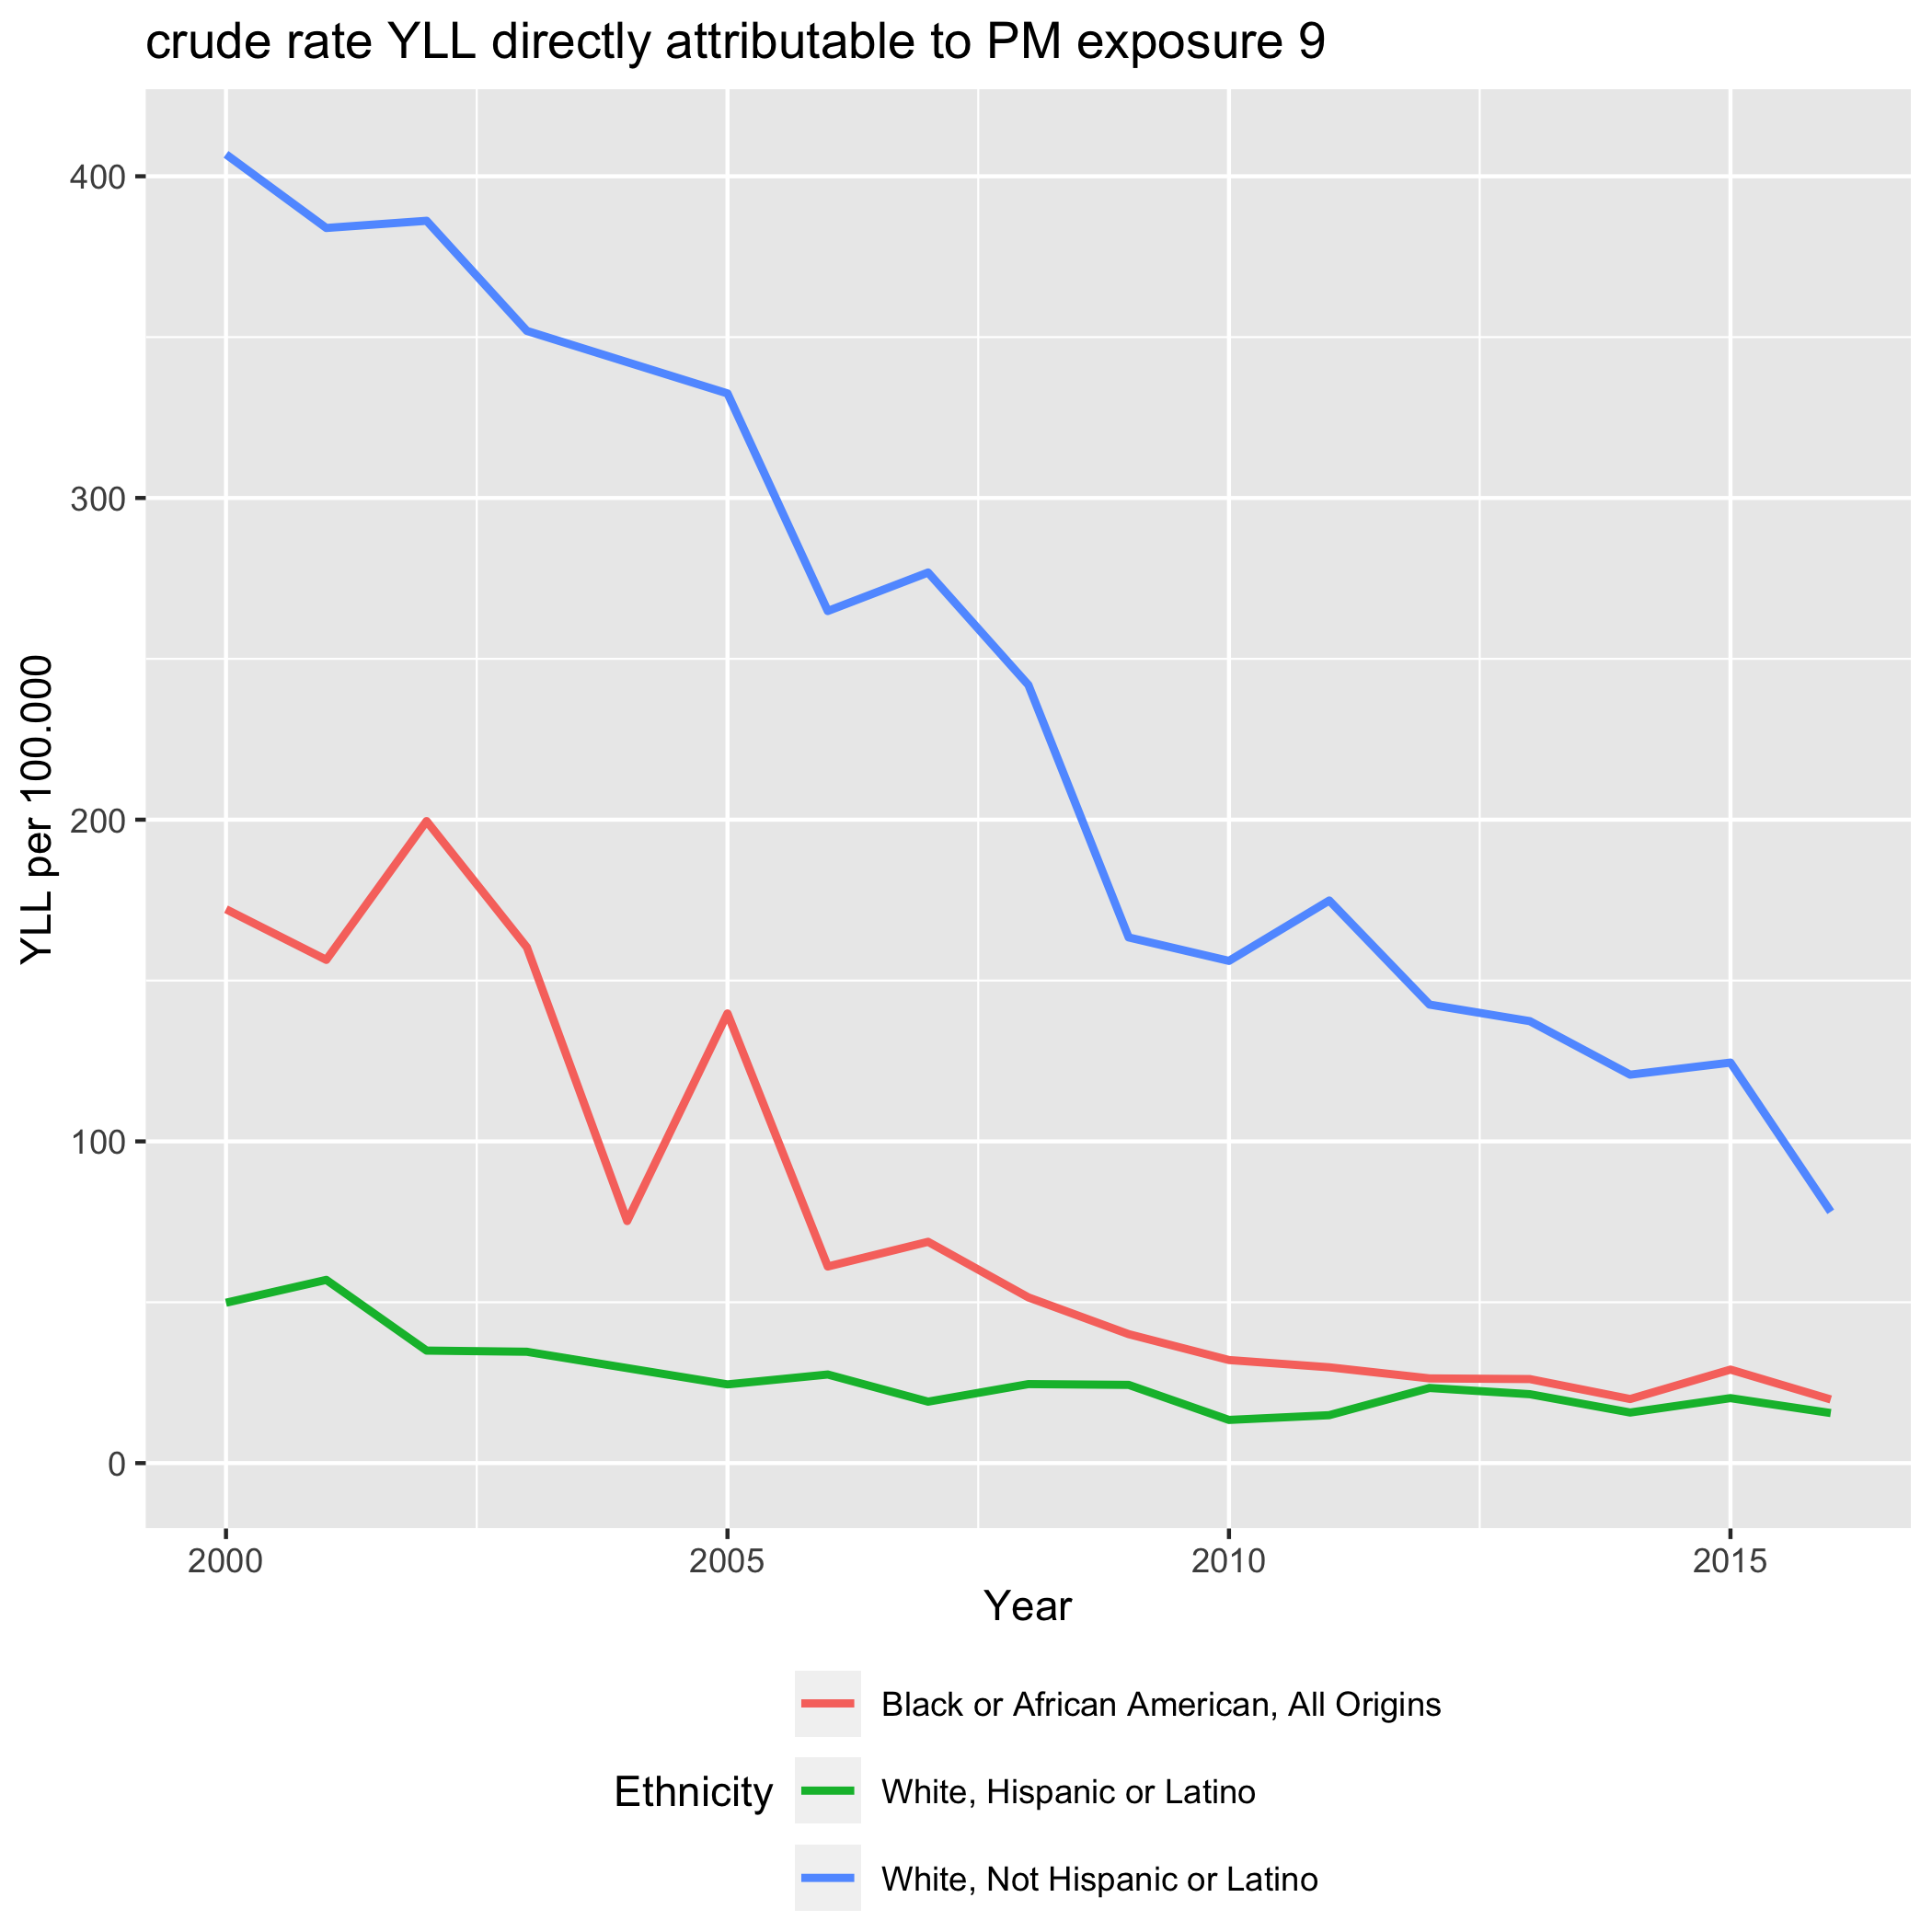 crude rate YLL directly attributable to PM exposure 9
YLL per 100.000
400
300
200
100
0
2000
2005
2010
2015
Year
Ethnicity
Black or African American, All Origins
White, Hispanic or Latino
White, Not Hispanic or Latino